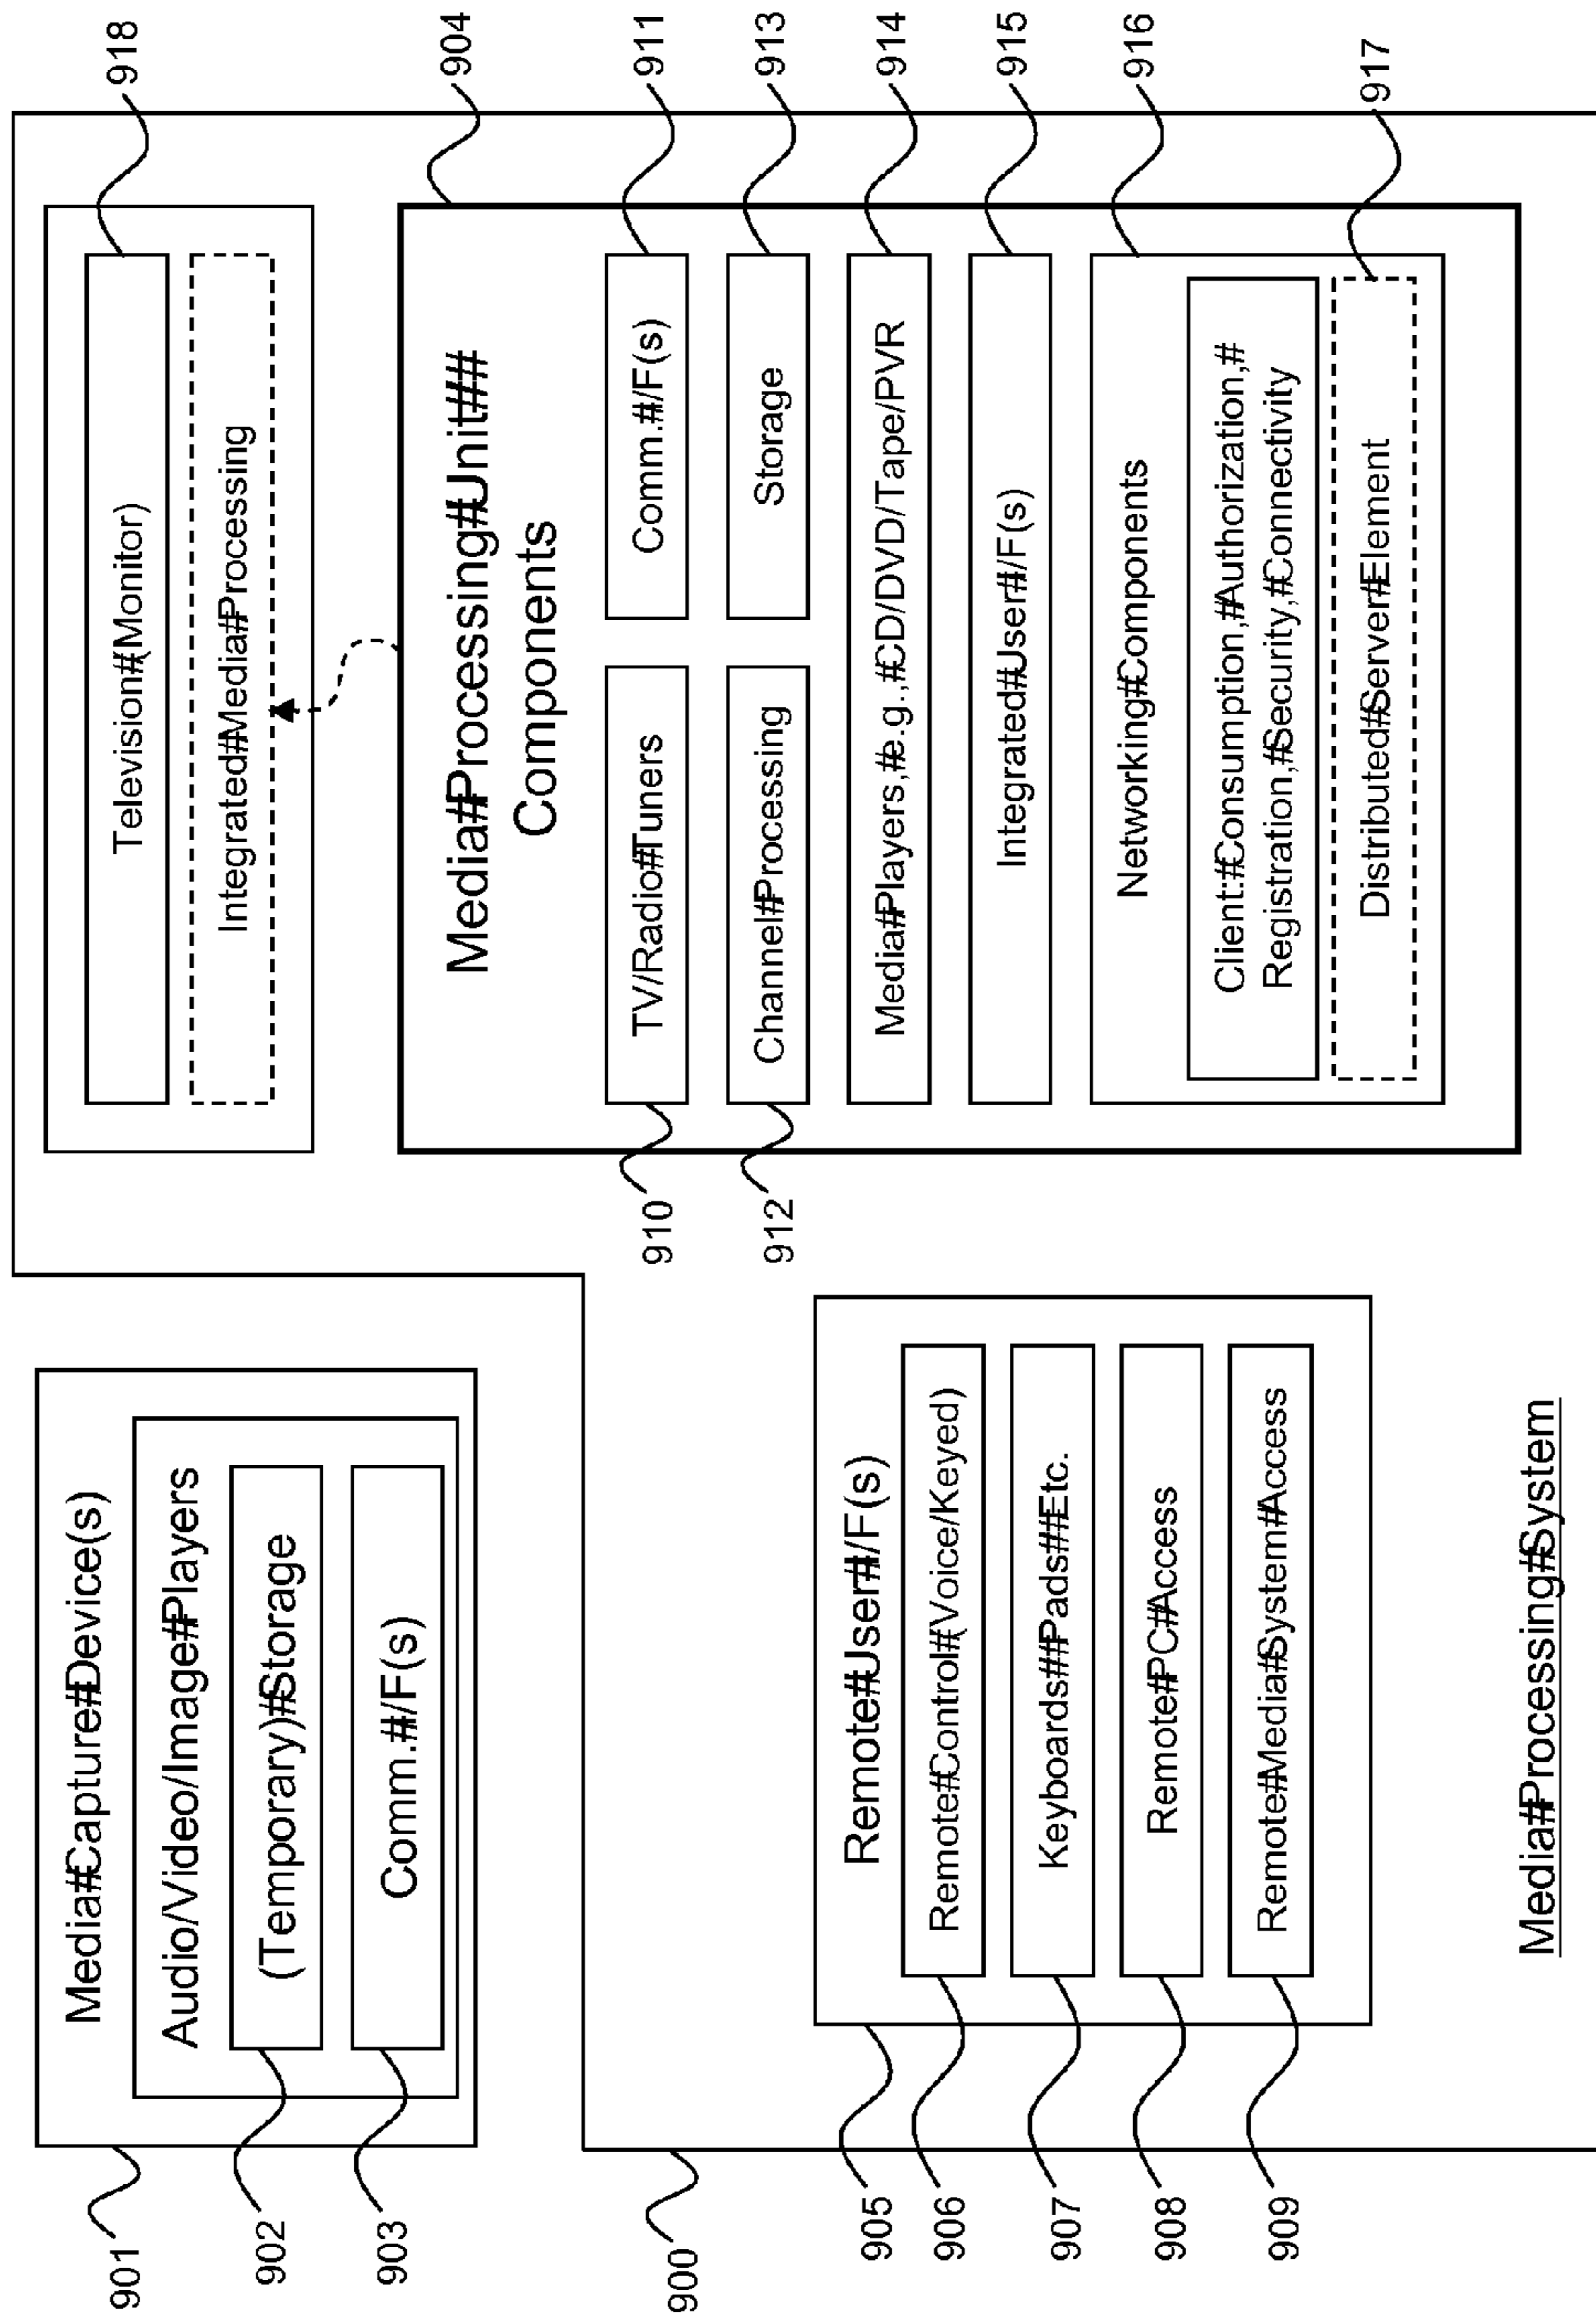 901
Media#Capture#Device(s)
Audio/Video/Image#Players
902
(Temporary)#Storage
903
Comm.#I/F(s)
918
Television#(Monitor)
Integrated#Media#Processing
904
Media#Processing#Unit##
Components
910
TV/Radio#Tuners
Comm.#I/F(s)
911
912
Channel#Processing
Storage
913
Media#Players,#e.g.,#CD/DVD/Tape/PVR
914
Integrated#User#I/F(s)
915
Networking#Components
916
Client:#Consumption,#Authorization,#
Registration,#Security,#Connectivity
Distributed#Server#Element
917
900
905
Remote#User#I/F(s)
906
Remote#Control#(Voice/Keyed)
907
Keyboards##Pads##Etc.
908
Remote#PC#Access
909
Remote#Media#System#Access
Media#Processing#System